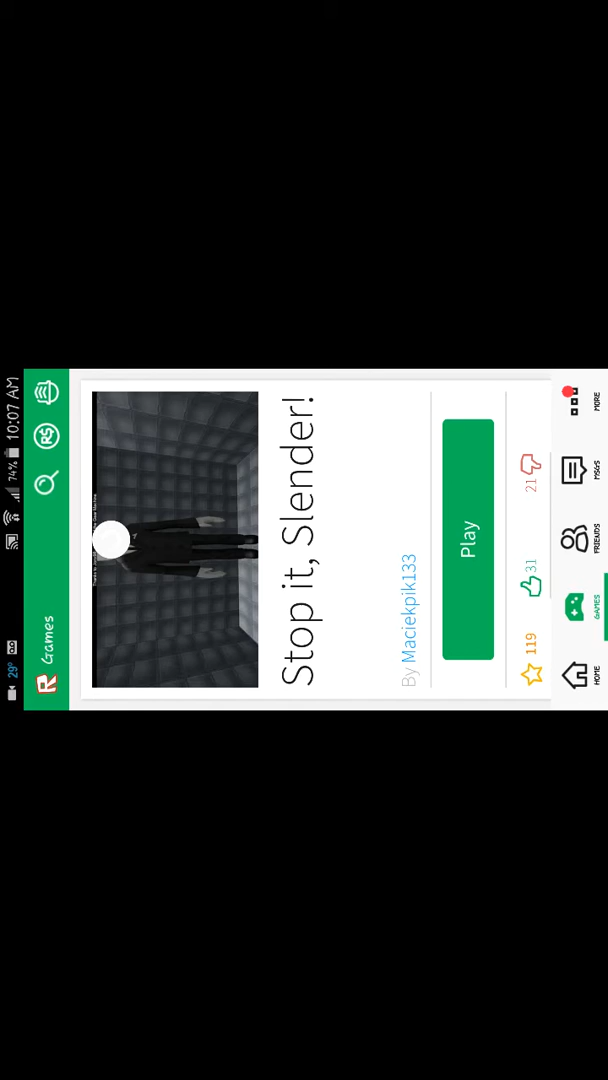 29° 74% 10:07 AM
R Games R$
Stop it, Slender!
By Maciekpik133
Play
119 31 21
HOME GAMES FRIENDS MSGS MORE